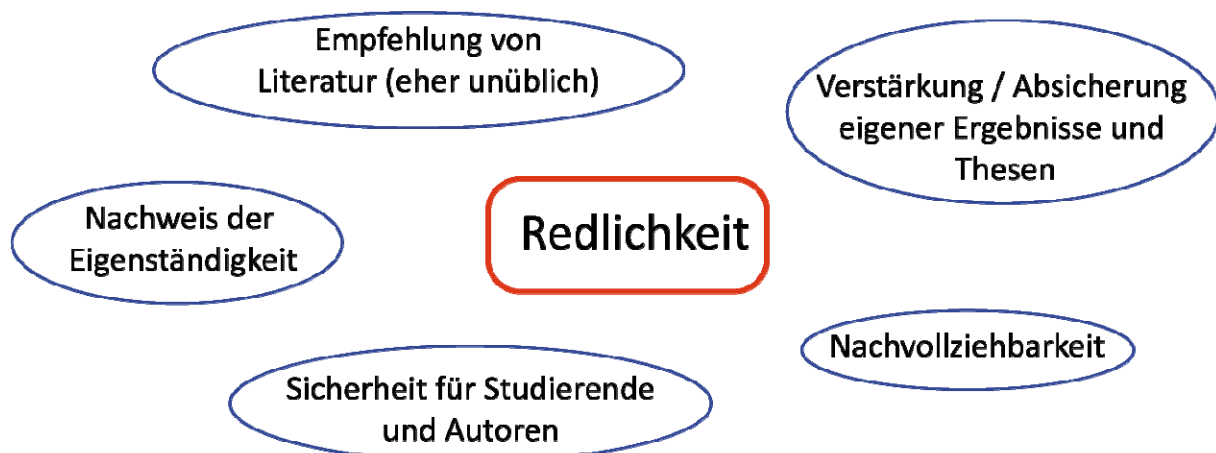 Empfehlung von
Literatur (eher unüblich)
Verstärkung / Absicherung
eigener Ergebnisse und
Thesen
Nachweis der
Eigenständigkeit
Redlichkeit
Nachvollziehbarkeit
Sicherheit für Studierende
und Autoren